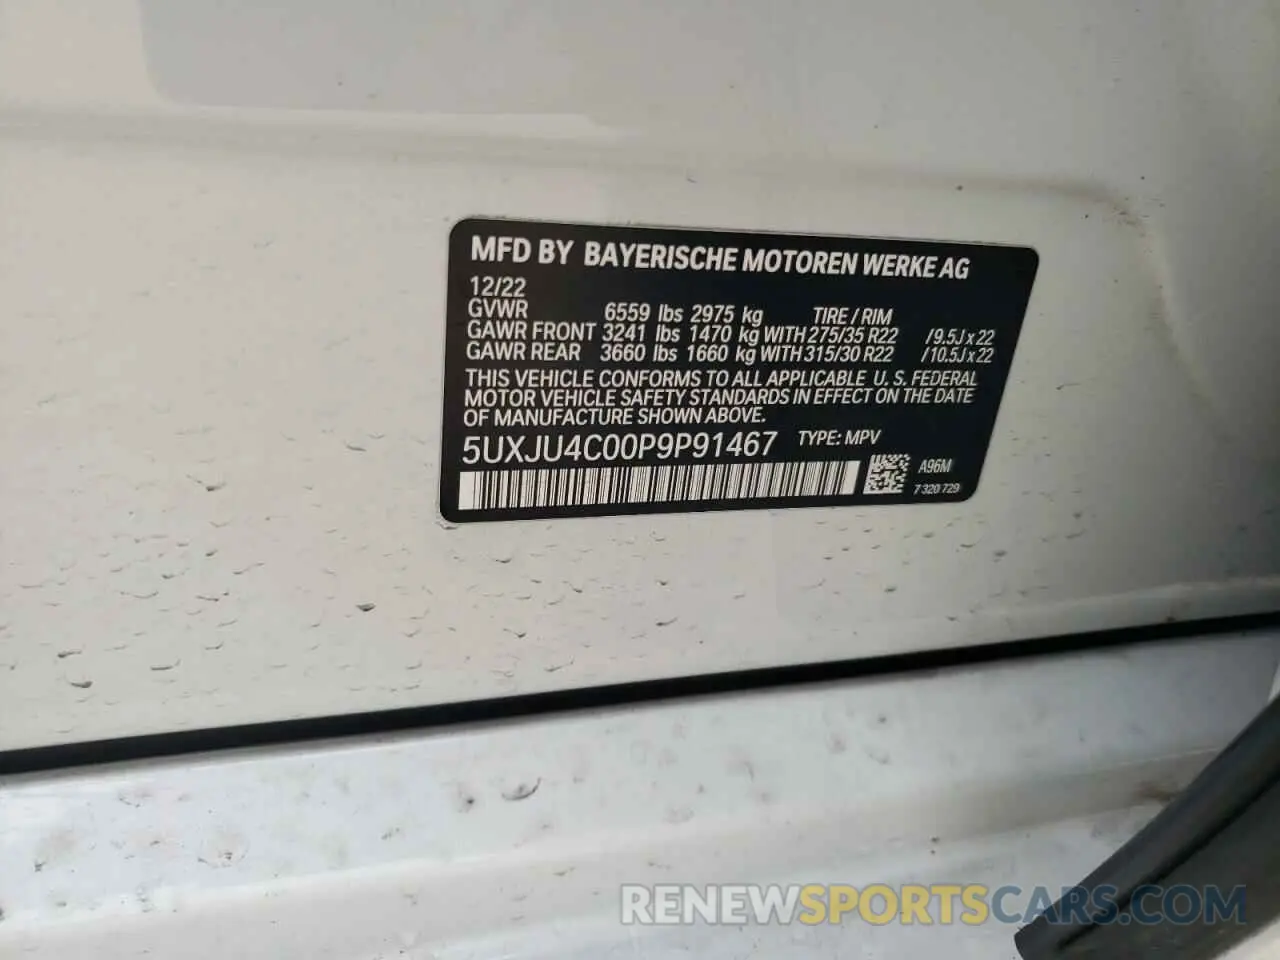 MFD BY BAYERISCHE MOTOREN WERKE AG
12/22
GVWR 6559 lbs 2975 kg TIRE / RIM
GAWR FRONT 3241 lbs 1470 kg WITH 275/35 R22 /9.5J x 22
GAWR REAR 3660 lbs 1660 kg WITH 315/30 R22 /10.5J x 22
THIS VEHICLE CONFORMS TO ALL APPLICABLE U. S. FEDERAL
MOTOR VEHICLE SAFETY STANDARDS IN EFFECT ON THE DATE
OF MANUFACTURE SHOWN ABOVE.
5UXJU4C00P9P91467 TYPE: MPV
A96M
7 320 729
RENEWSPORTSCARS.COM